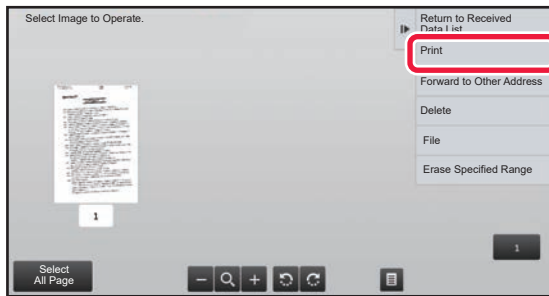 Select Image to Operate.
Return to Received
Data List
Print
Forward to Other Address
Delete
File
Erase Specified Range
1
1
Select
All Page